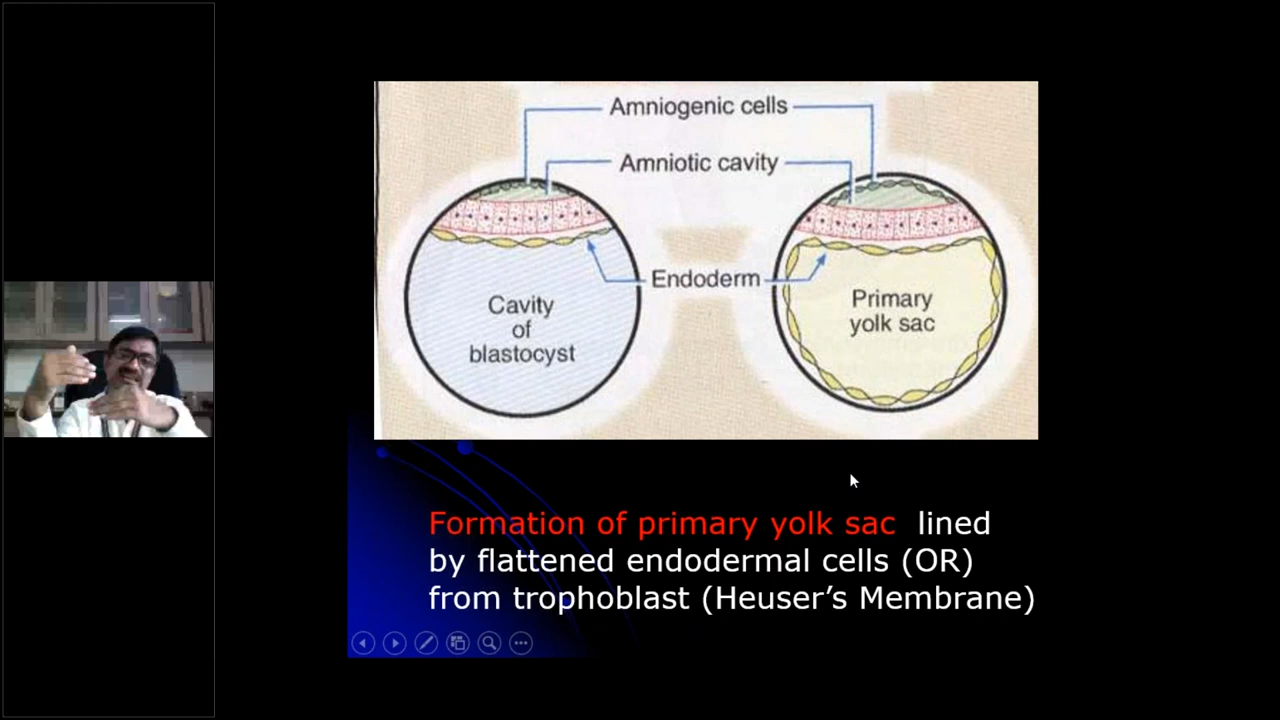 Amniogenic cells
Amniotic cavity
Endoderm
Cavity
of
blastocyst
Primary
yolk sac
Formation of primary yolk sac lined
by flattened endodermal cells (OR)
from trophoblast (Heuser’s Membrane)